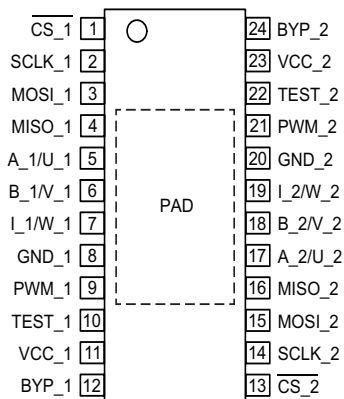 C̅S̅_1 1 24 BYP_2
SCLK_1 2 23 VCC_2
MOSI_1 3 22 TEST_2
MISO_1 4 21 PWM_2
A_1/U_1 5 20 GND_2
B_1/V_1 6 19 I_2/W_2
I_1/W_1 7 18 B_2/V_2
PAD
GND_1 8 17 A_2/U_2
PWM_1 9 16 MISO_2
TEST_1 10 15 MOSI_2
VCC_1 11 14 SCLK_2
BYP_1 12 13 C̅S̅_2